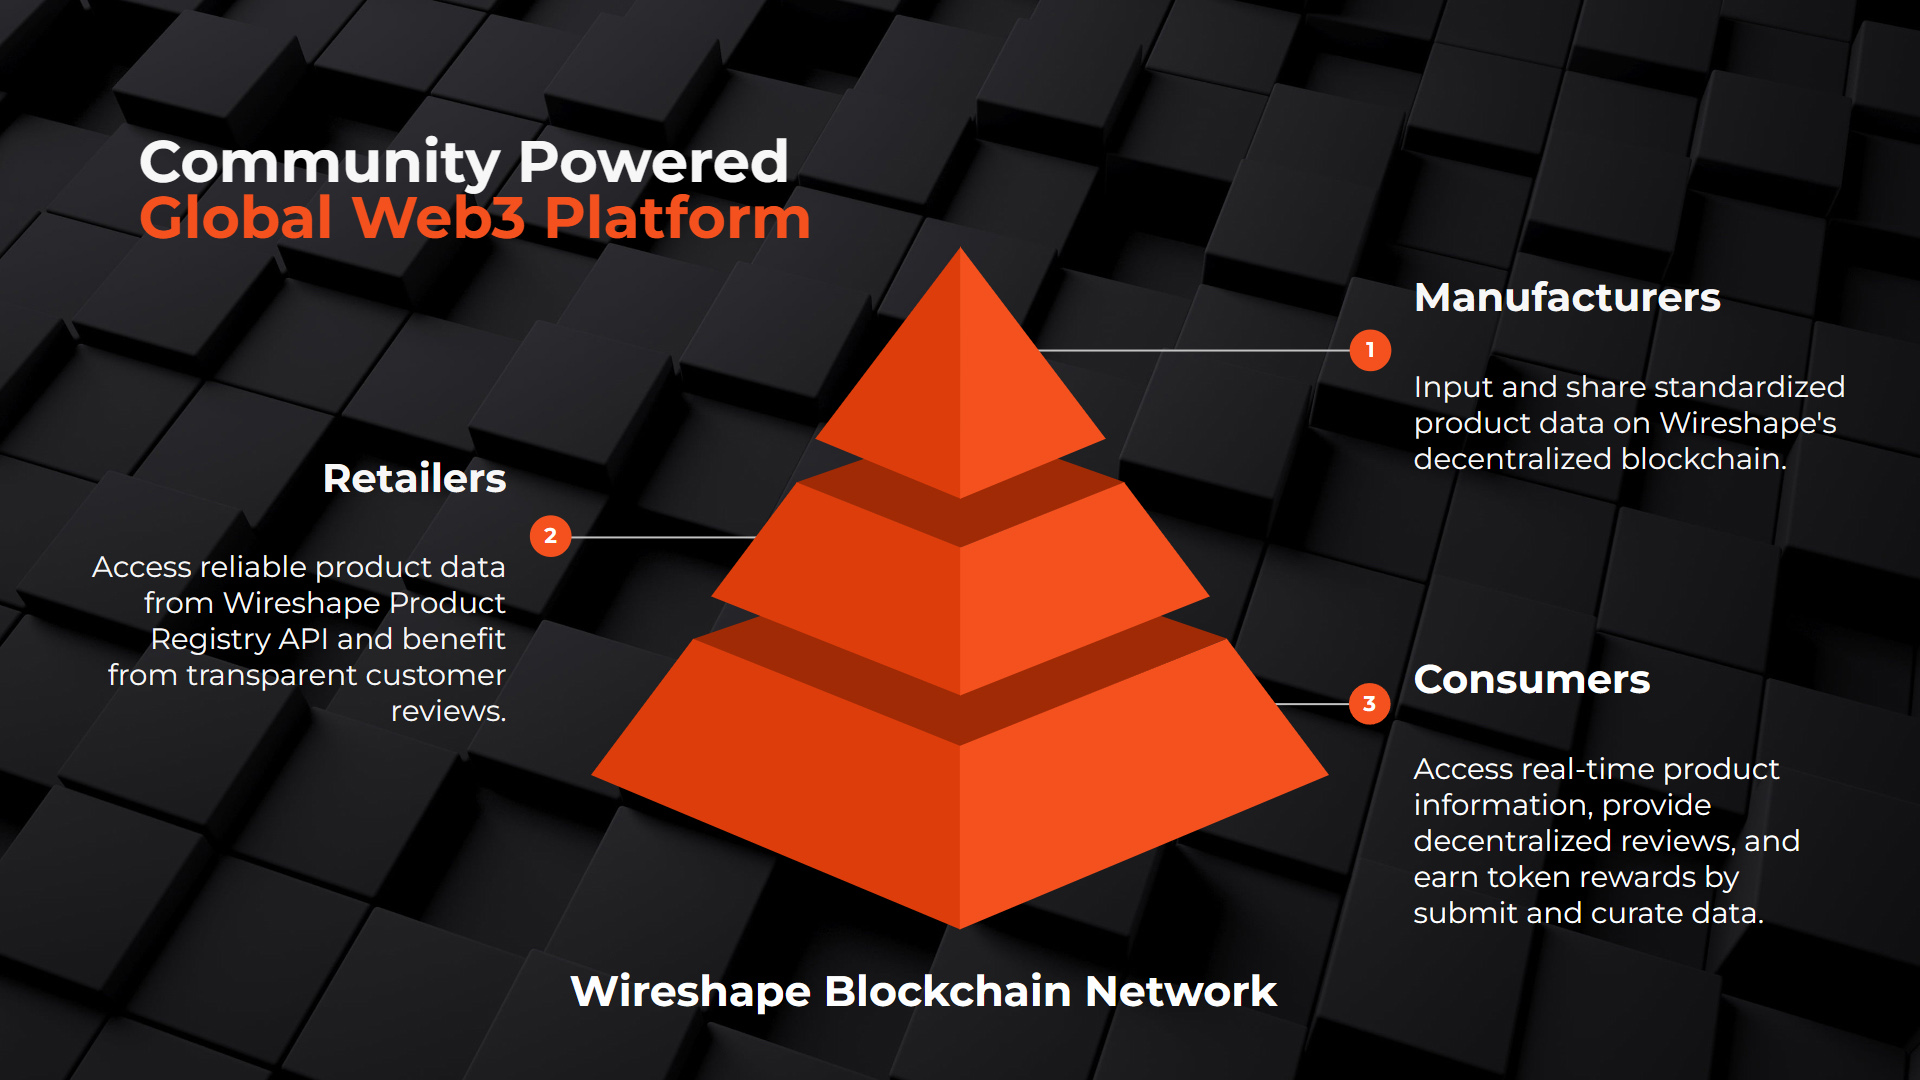 Community Powered
Global Web3 Platform
Manufacturers
1
Input and share standardized
product data on Wireshape's
decentralized blockchain.
Retailers
2
Access reliable product data
from Wireshape Product
Registry API and benefit
from transparent customer
reviews.
Consumers
3
Access real-time product
information, provide
decentralized reviews, and
earn token rewards by
submit and curate data.
Wireshape Blockchain Network